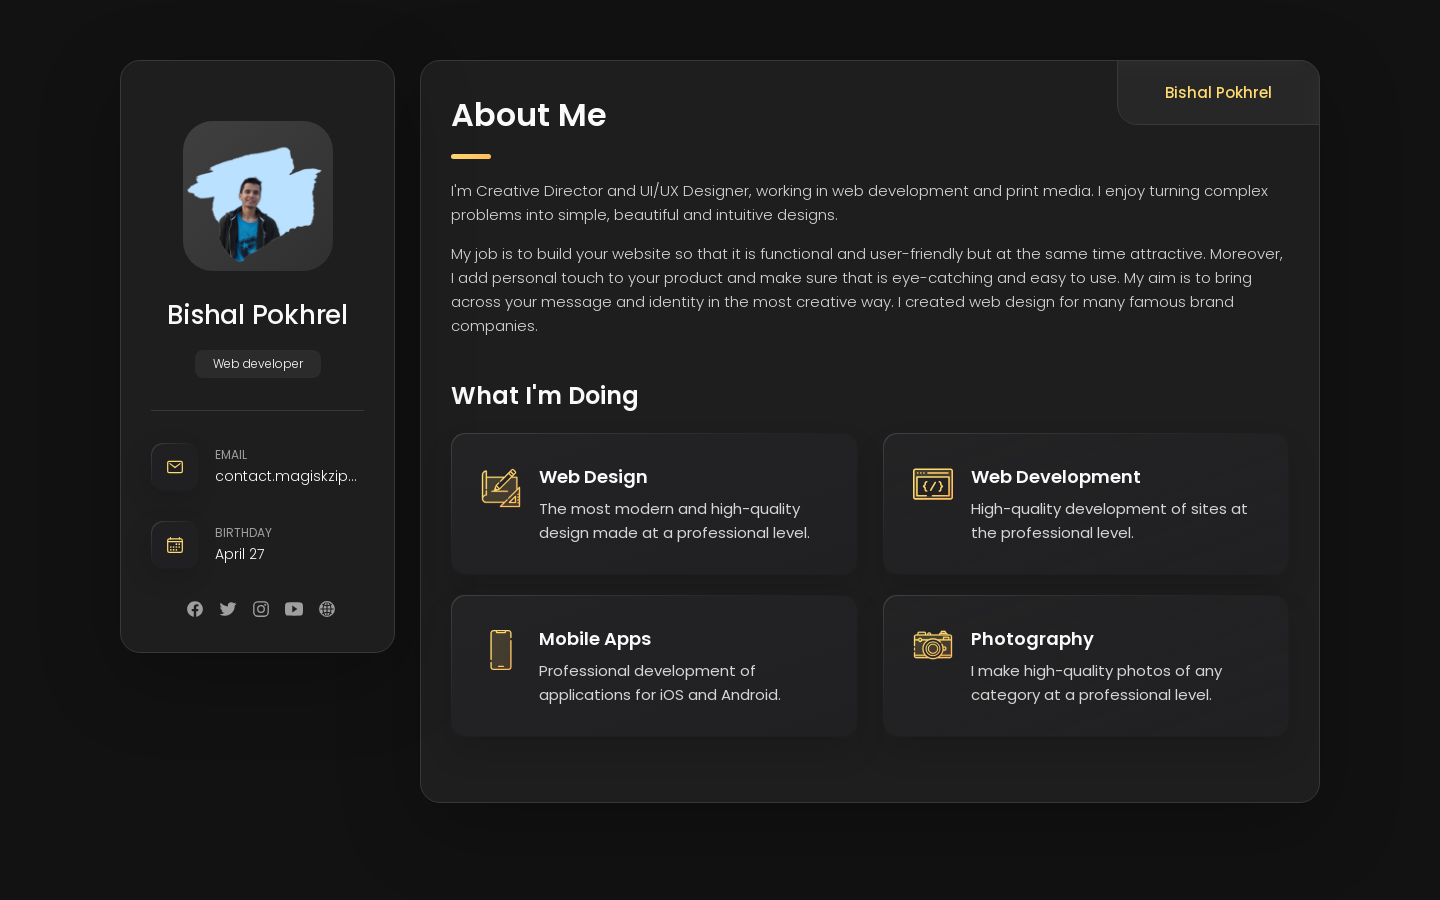 Bishal Pokhrel
Web developer
EMAIL
contact.magiskzip...
BIRTHDAY
April 27
Bishal Pokhrel
About Me
I'm Creative Director and UI/UX Designer, working in web development and print media. I enjoy turning complex
problems into simple, beautiful and intuitive designs.
My job is to build your website so that it is functional and user-friendly but at the same time attractive. Moreover,
I add personal touch to your product and make sure that is eye-catching and easy to use. My aim is to bring
across your message and identity in the most creative way. I created web design for many famous brand
companies.
What I'm Doing
Web Design
The most modern and high-quality
design made at a professional level.
Web Development
High-quality development of sites at
the professional level.
Mobile Apps
Professional development of
applications for iOS and Android.
Photography
I make high-quality photos of any
category at a professional level.